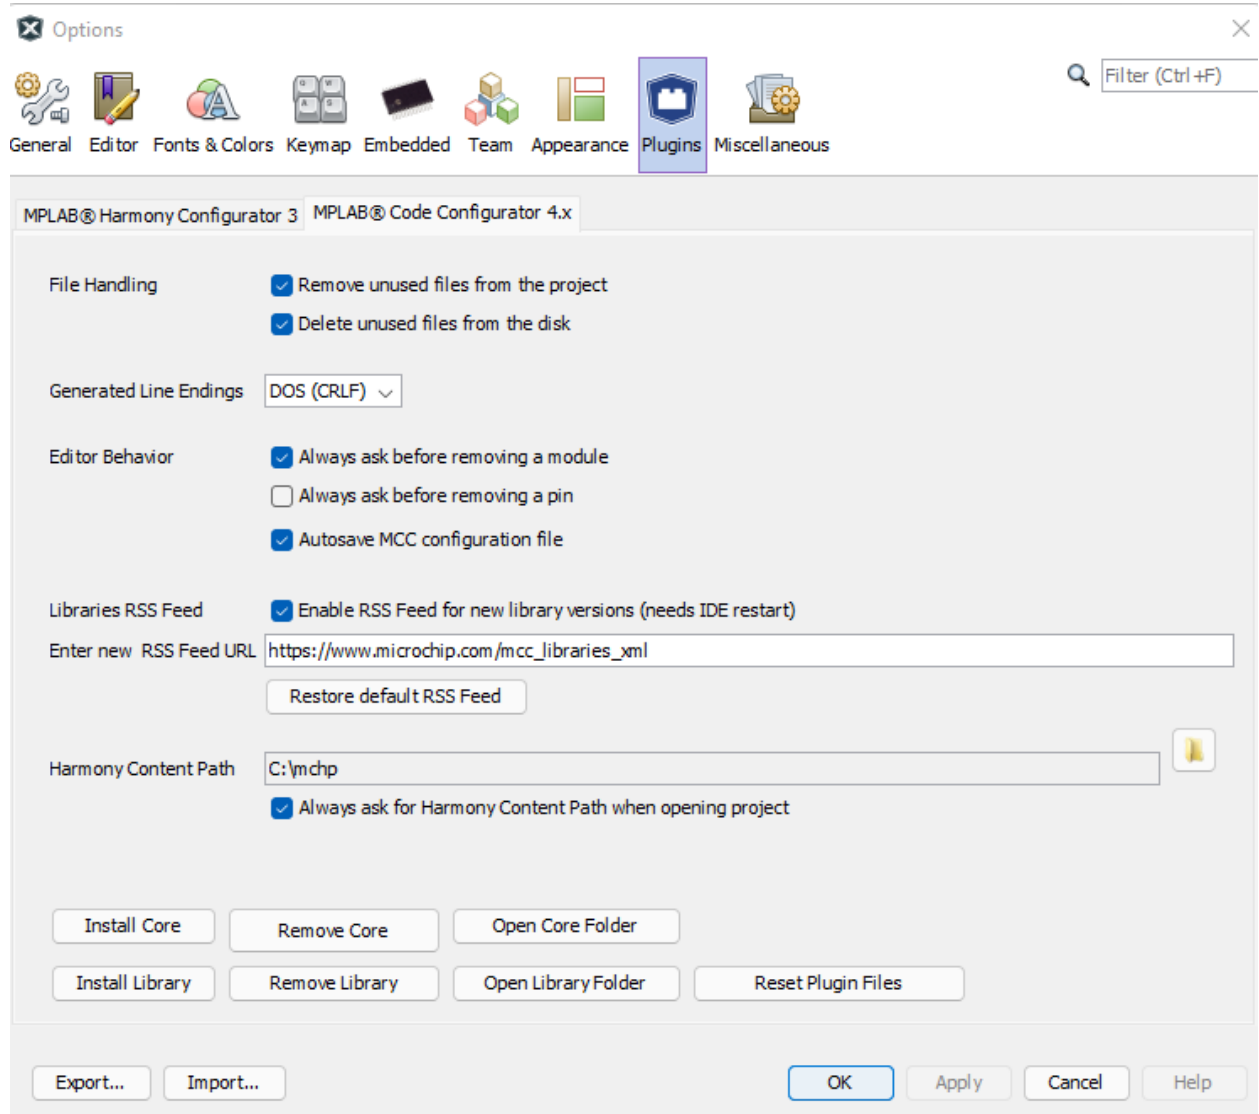 Options
Filter (Ctrl+F)
General Editor Fonts & Colors Keymap Embedded Team Appearance Plugins Miscellaneous
MPLAB® Harmony Configurator 3 MPLAB® Code Configurator 4.x
File Handling Remove unused files from the project
Delete unused files from the disk
Generated Line Endings DOS (CRLF)
Editor Behavior Always ask before removing a module
Always ask before removing a pin
Autosave MCC configuration file
Libraries RSS Feed Enable RSS Feed for new library versions (needs IDE restart)
Enter new RSS Feed URL https://www.microchip.com/mcc_libraries_xml
Restore default RSS Feed
Harmony Content Path C:\mchp
Always ask for Harmony Content Path when opening project
Install Core Remove Core Open Core Folder
Install Library Remove Library Open Library Folder Reset Plugin Files
Export... Import... OK Apply Cancel Help